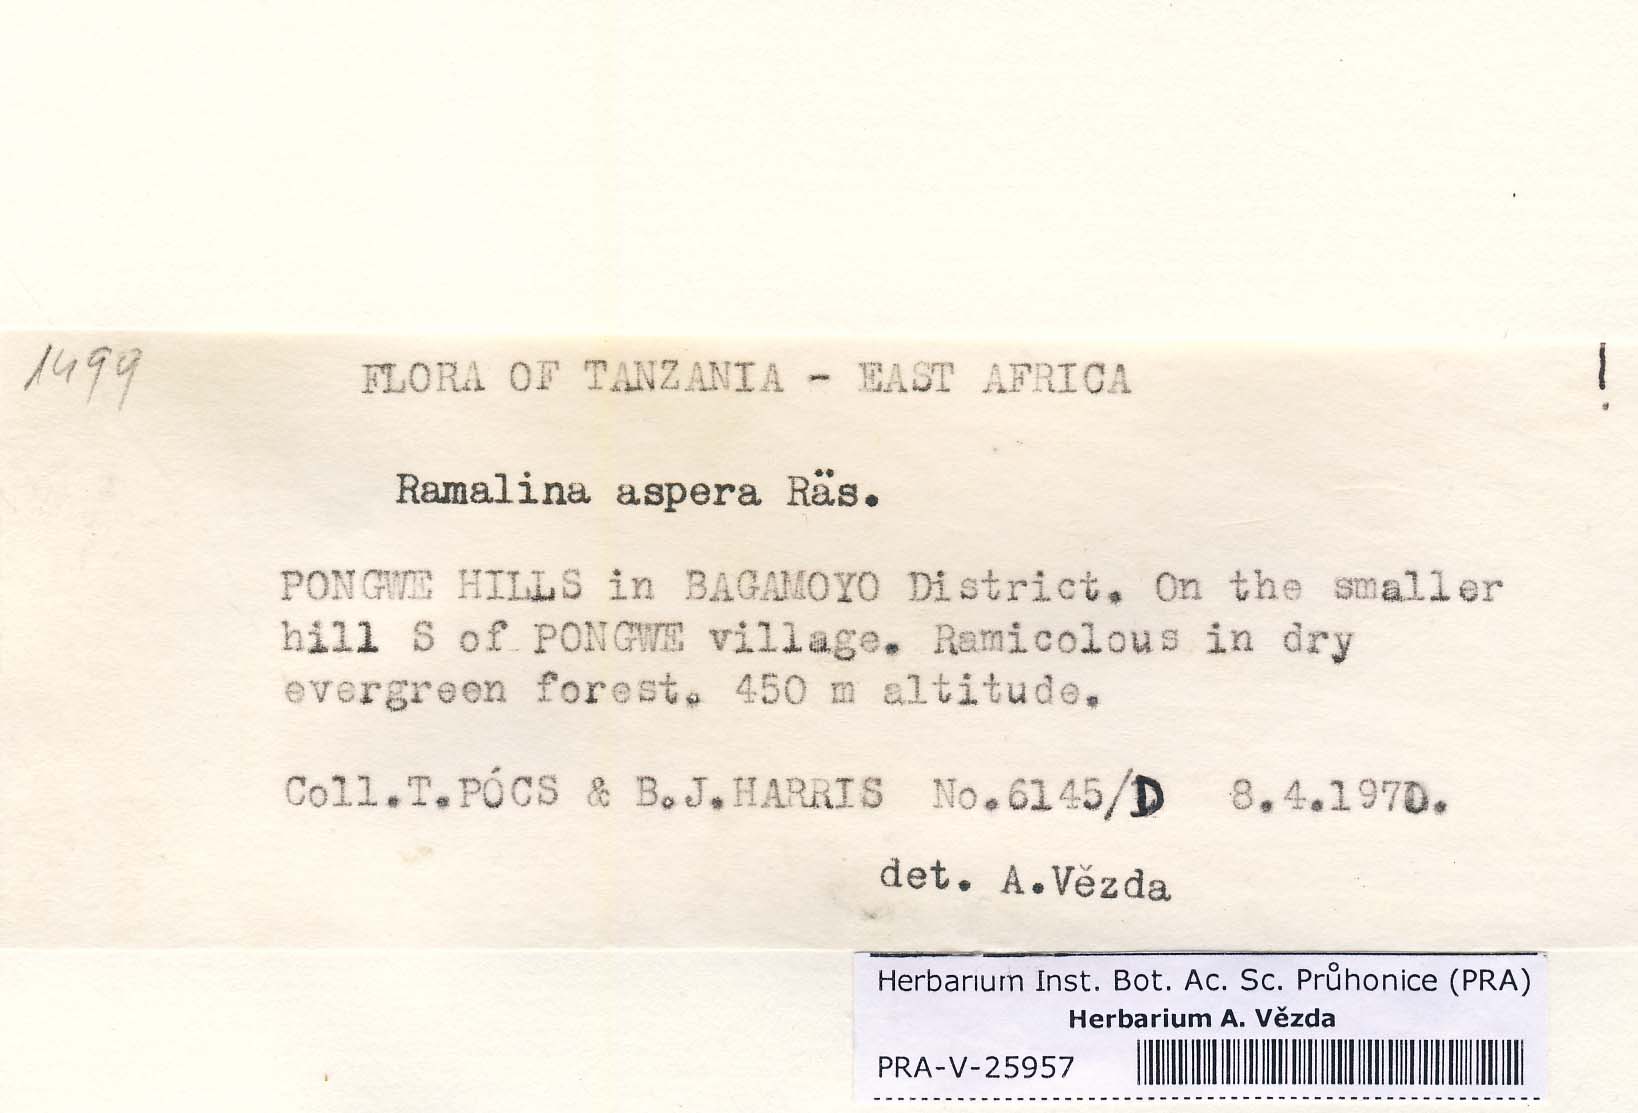 1499
FLORA OF TANZANIA - EAST AFRICA
!
Ramalina aspera Räs.
PONGWE HILLS in BAGAMOYO District. On the smaller
hill S of PONGWE village. Ramicolous in dry
evergreen forest. 450 m altitude.
Coll.T.PÓCS & B.J.HARRIS No.6145/D 8.4.1970.
det. A.Vězda
Herbarium Inst. Bot. Ac. Sc. Průhonice (PRA)
Herbarium A. Vězda
PRA-V-25957